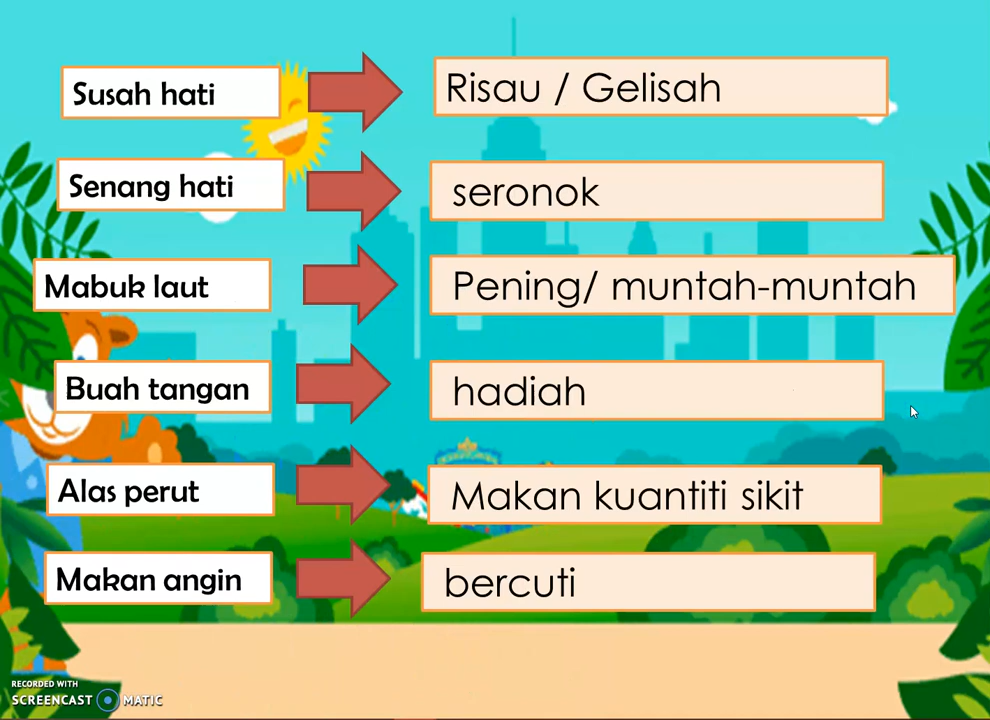 Susah hati
Risau / Gelisah
Senang hati
seronok
Mabuk laut
Pening/ muntah-muntah
Buah tangan
hadiah
Alas perut
Makan kuantiti sikit
Makan angin
bercuti
RECORDED WITH
SCREENCAST MATIC